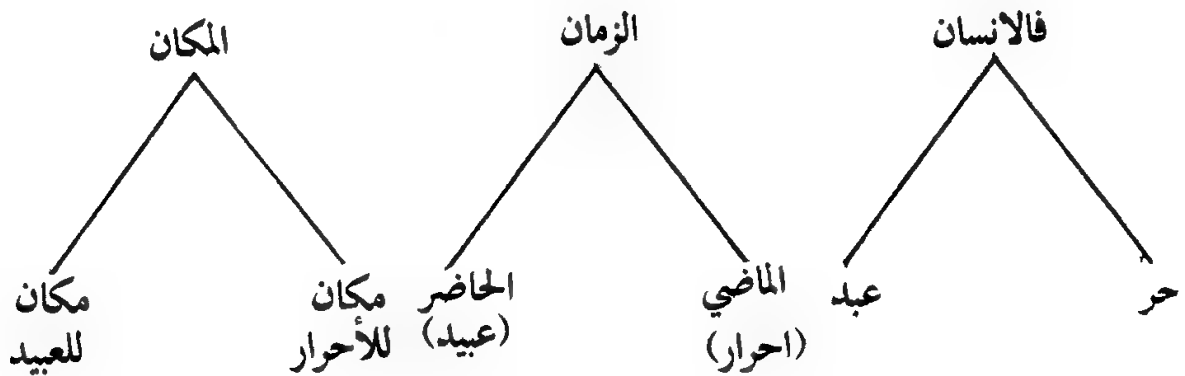 فالانسان
الزمان
المكان
حر
عبد
الماضي
(احرار)
الحاضر
(عبيد)
مكان
للأحرار
مكان
للعبيد